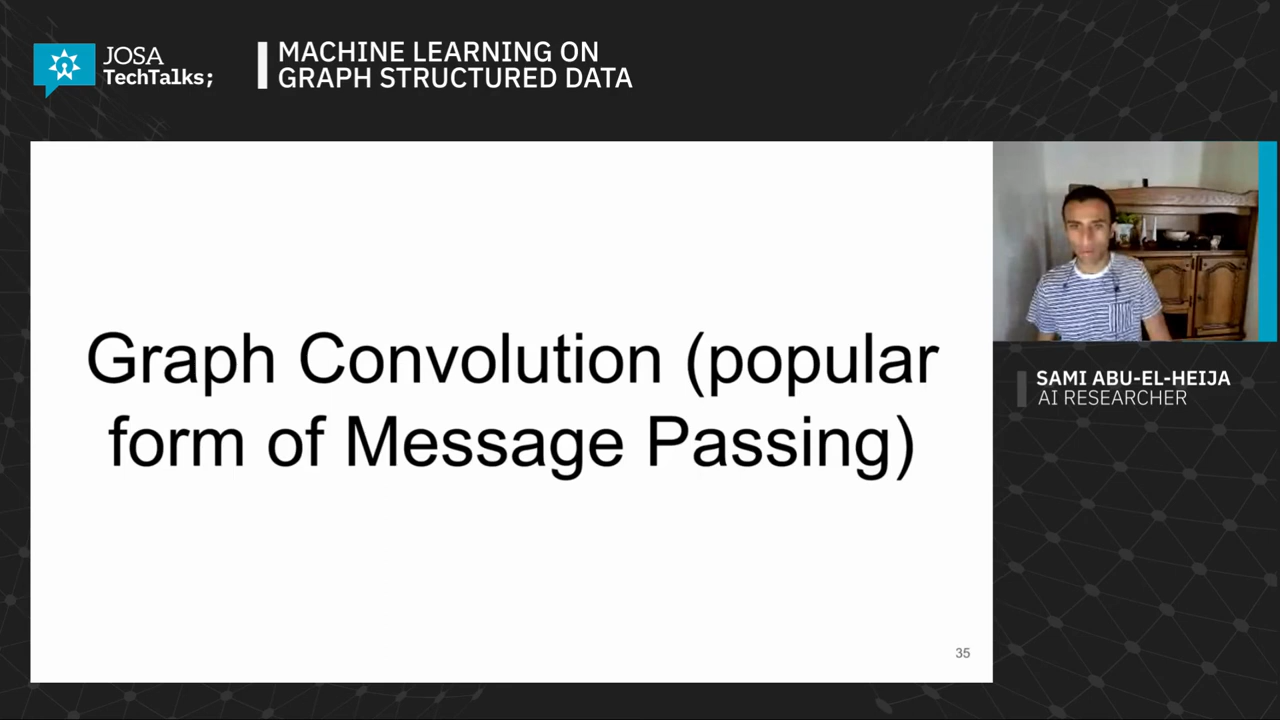 JOSA
TechTalks;
MACHINE LEARNING ON
GRAPH STRUCTURED DATA
Graph Convolution (popular
form of Message Passing)
35
SAMI ABU-EL-HEIJA
AI RESEARCHER